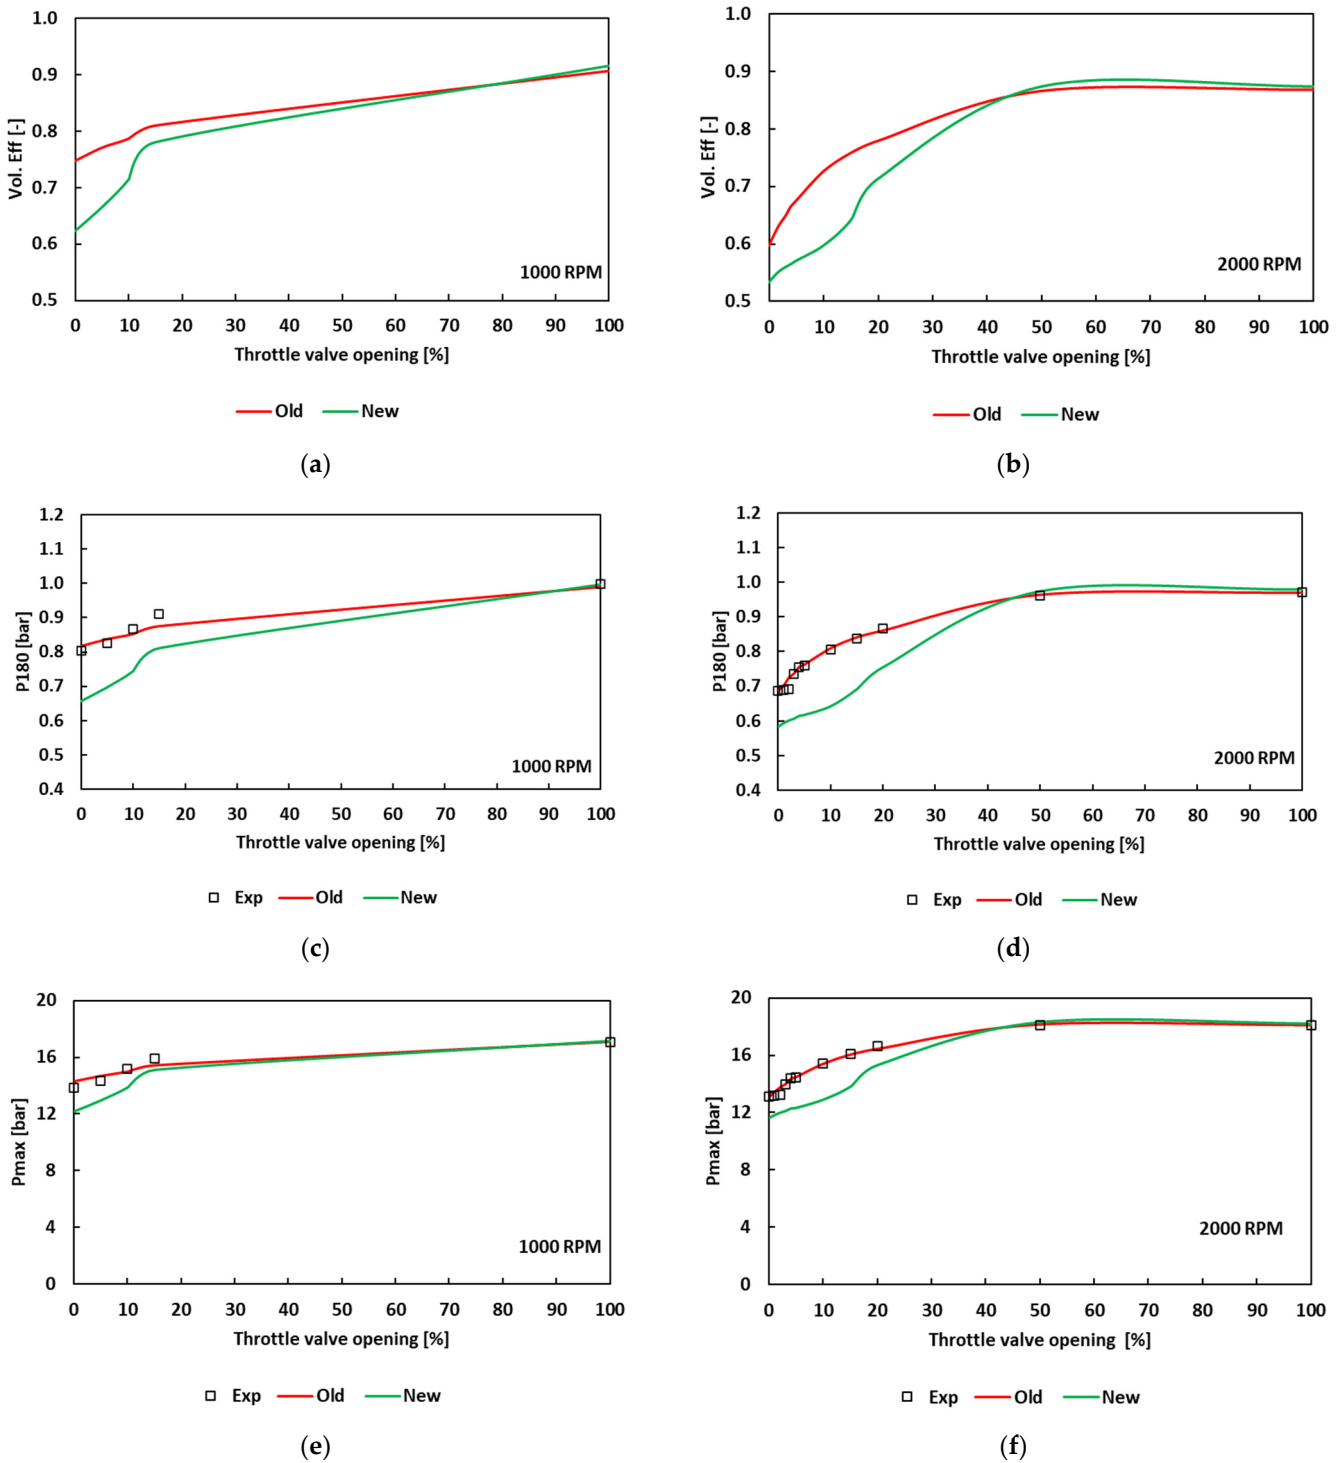 1.0
0.9
0.8
0.7
0.6
0.5
Vol. Eff [-]
1000 RPM
0 10 20 30 40 50 60 70 80 90 100
Throttle valve opening [%]
Old New
(a)
1.0
0.9
0.8
0.7
0.6
0.5
Vol. Eff [-]
2000 RPM
0 10 20 30 40 50 60 70 80 90 100
Throttle valve opening [%]
Old New
(b)
1.2
1.1
1.0
0.9
0.8
0.7
0.6
0.5
0.4
P180 [bar]
1000 RPM
0 10 20 30 40 50 60 70 80 90 100
Throttle valve opening [%]
Exp Old New
(c)
1.2
1.1
1.0
0.9
0.8
0.7
0.6
0.5
0.4
P180 [bar]
2000 RPM
0 10 20 30 40 50 60 70 80 90 100
Throttle valve opening [%]
Exp Old New
(d)
20
16
12
8
4
0
Pmax [bar]
1000 RPM
0 10 20 30 40 50 60 70 80 90 100
Throttle valve opening [%]
Exp Old New
(e)
20
16
12
8
4
0
Pmax [bar]
2000 RPM
0 10 20 30 40 50 60 70 80 90 100
Throttle valve opening [%]
Exp Old New
(f)